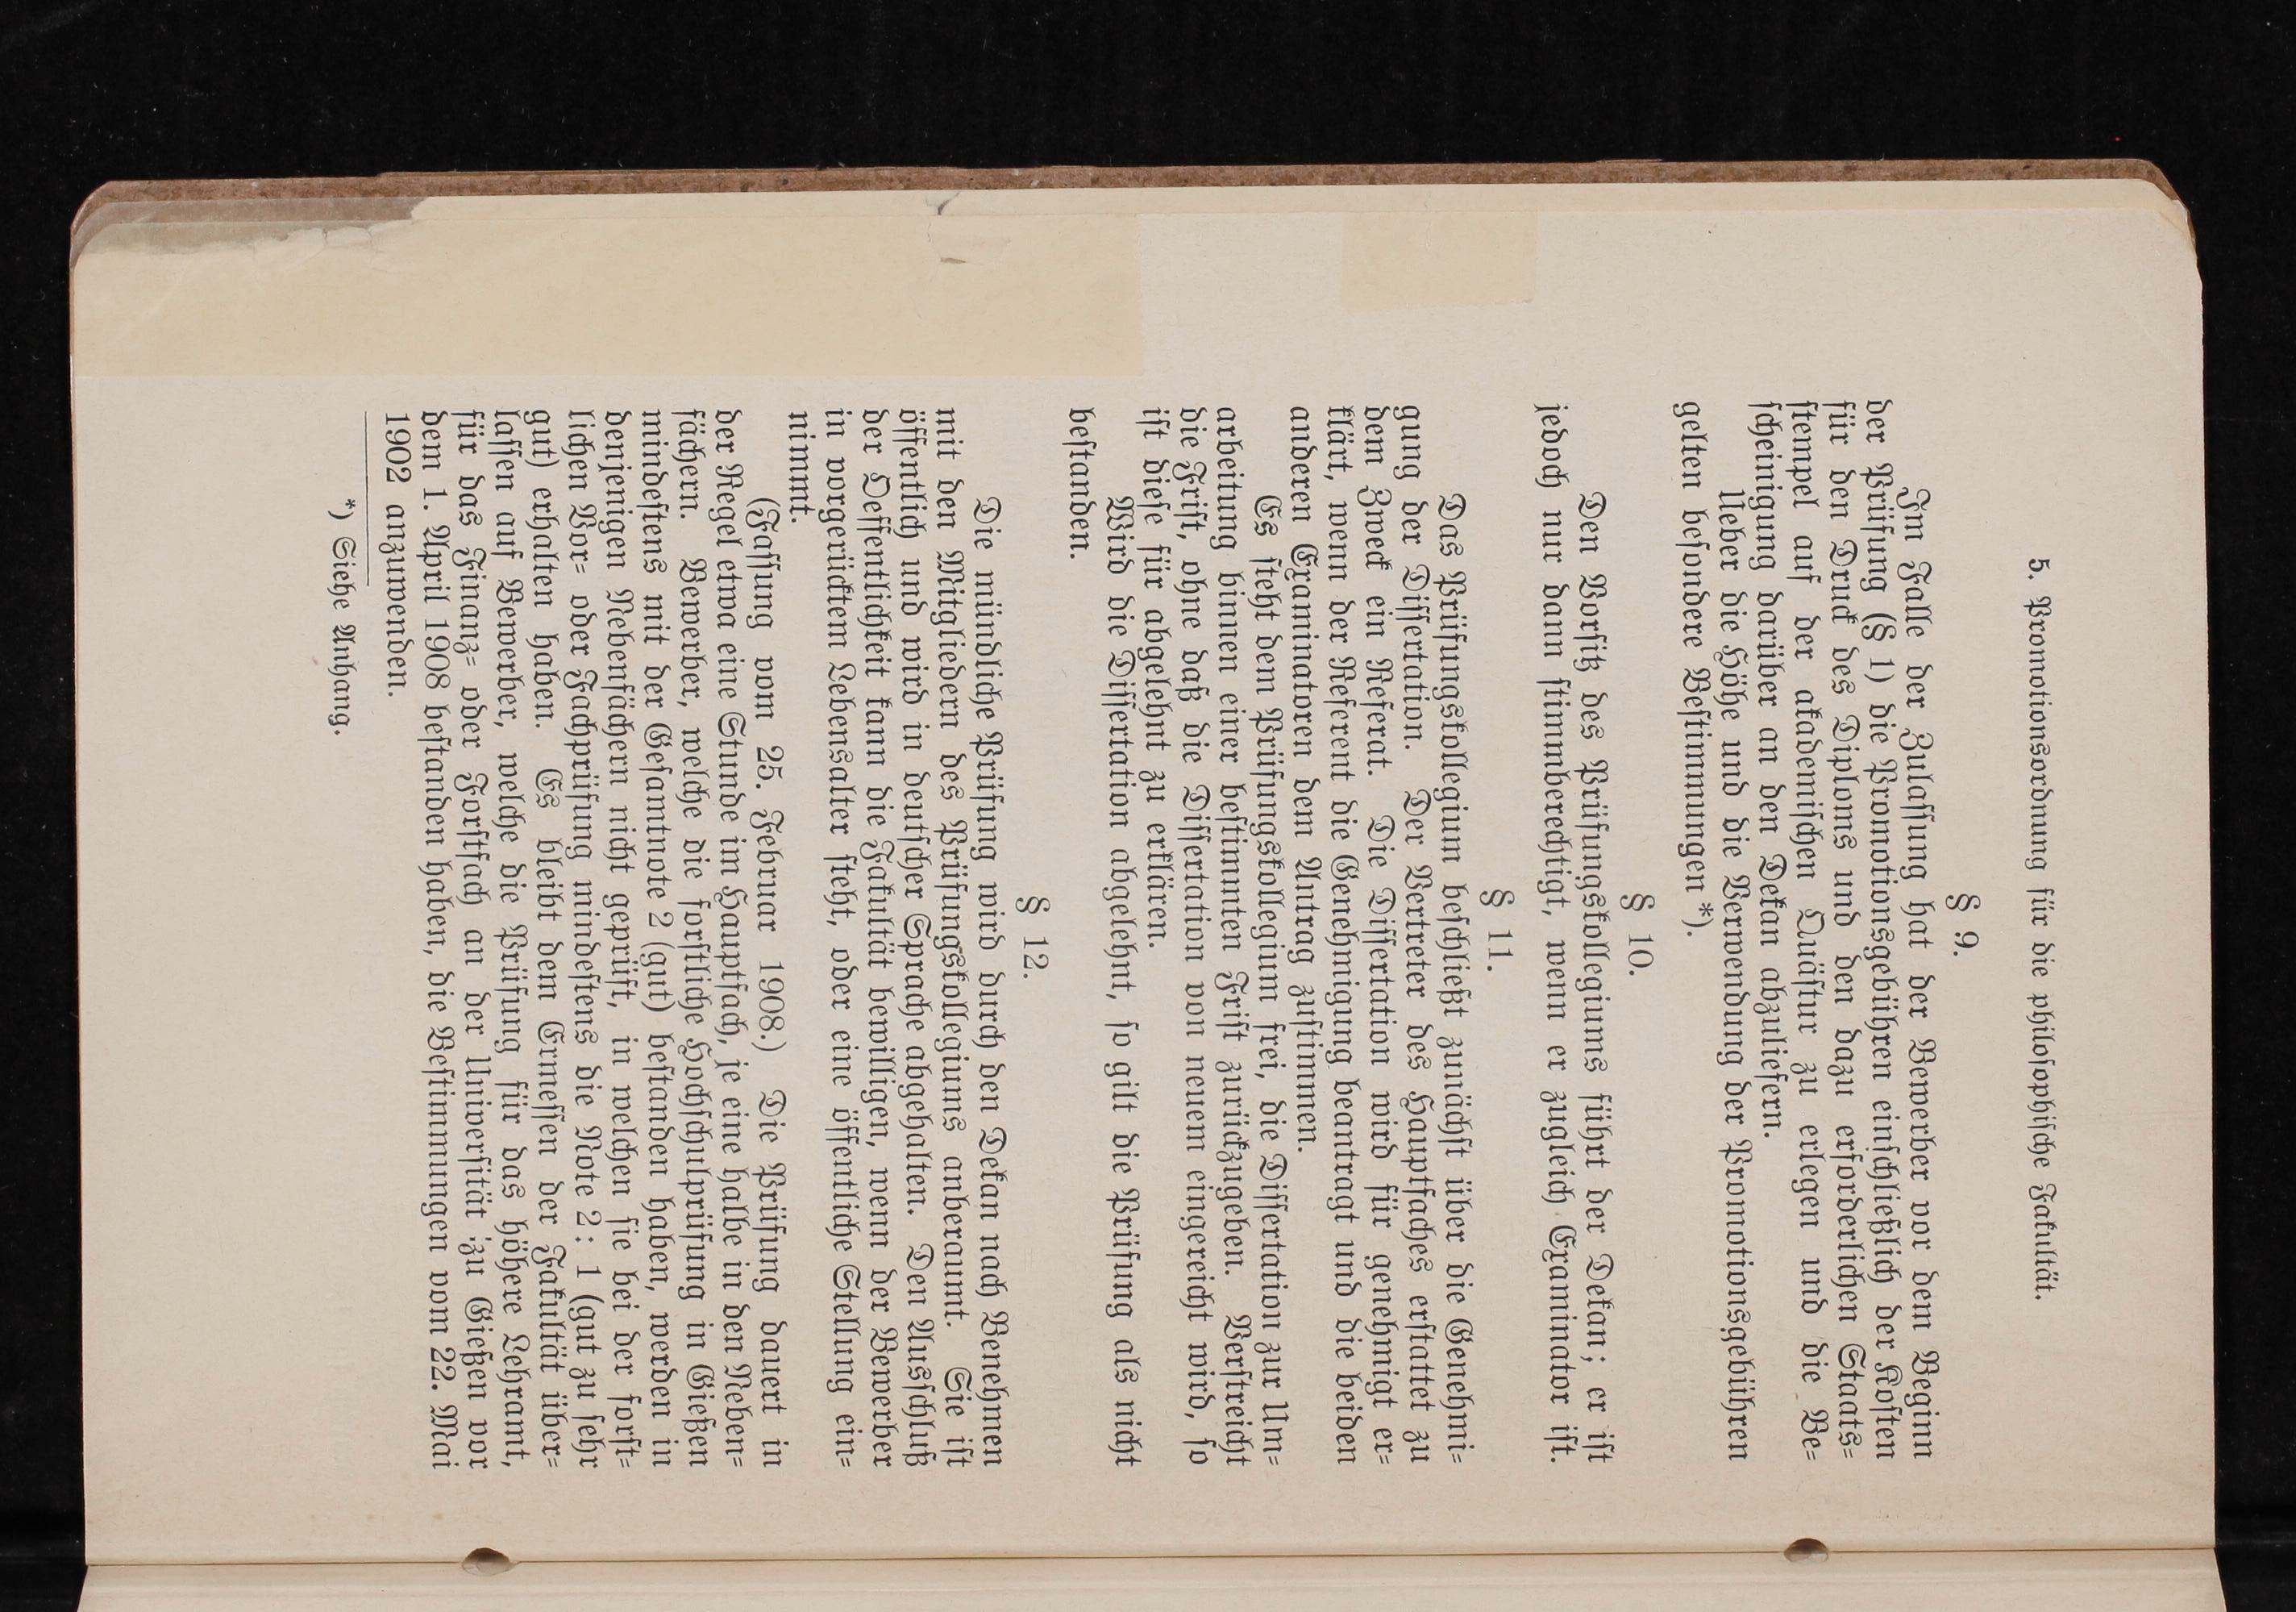 5. Promotionsordnung für die philosophische Fakultät.
§ 9.
Im Falle der Zulassung hat der Bewerber vor dem Beginn
der Prüfung (§ 1) die Promotionsgebühren einschließlich der Kosten
für den Druck des Diploms und den dazu erforderlichen Staats=
stempel auf der akademischen Quästur zu erlegen und die Be=
scheinigung darüber an den Dekan abzuliefern.
Ueber die Höhe und die Verwendung der Promotionsgebühren
gelten besondere Bestimmungen *).
§ 10.
Den Vorsitz des Prüfungskollegiums führt der Dekan; er ist
jedoch nur dann stimmberechtigt, wenn er zugleich Examinator ist.
§ 11.
Das Prüfungskollegium beschließt zunächst über die Genehmi=
gung der Dissertation. Der Vertreter des Hauptfaches erstattet zu
dem Zweck ein Referat. Die Dissertation wird für genehmigt er=
klärt, wenn der Referent die Genehmigung beantragt und die beiden
anderen Examinatoren dem Antrag zustimmen.
Es steht dem Prüfungskollegium frei, die Dissertation zur Um=
arbeitung binnen einer bestimmten Frist zurückzugeben. Verstreicht
die Frist, ohne daß die Dissertation von neuem eingereicht wird, so
ist diese für abgelehnt zu erklären.
Wird die Dissertation abgelehnt, so gilt die Prüfung als nicht
bestanden.
§ 12.
Die mündliche Prüfung wird durch den Dekan nach Benehmen
mit den Mitgliedern des Prüfungskollegiums anberaumt. Sie ist
öffentlich und wird in deutscher Sprache abgehalten. Den Ausschluß
der Oeffentlichkeit kann die Fakultät bewilligen, wenn der Bewerber
in vorgerücktem Lebensalter steht, oder eine öffentliche Stellung ein=
nimmt.
(Fassung vom 25. Februar 1908.) Die Prüfung dauert in
der Regel etwa eine Stunde im Hauptfach, je eine halbe in den Neben=
fächern. Bewerber, welche die forstliche Hochschulprüfung in Gießen
mindestens mit der Gesamtnote 2 (gut) bestanden haben, werden in
denjenigen Nebenfächern nicht geprüft, in welchen sie bei der forst=
lichen Vor= oder Fachprüfung mindestens die Note 2 : 1 (gut zu sehr
gut) erhalten haben. Es bleibt dem Ermessen der Fakultät über=
lassen auf Bewerber, welche die Prüfung für das höhere Lehramt,
für das Finanz= oder Forstfach an der Universität zu Gießen vor
dem 1. April 1908 bestanden haben, die Bestimmungen vom 22. Mai
1902 anzuwenden.
*) Siehe Anhang.